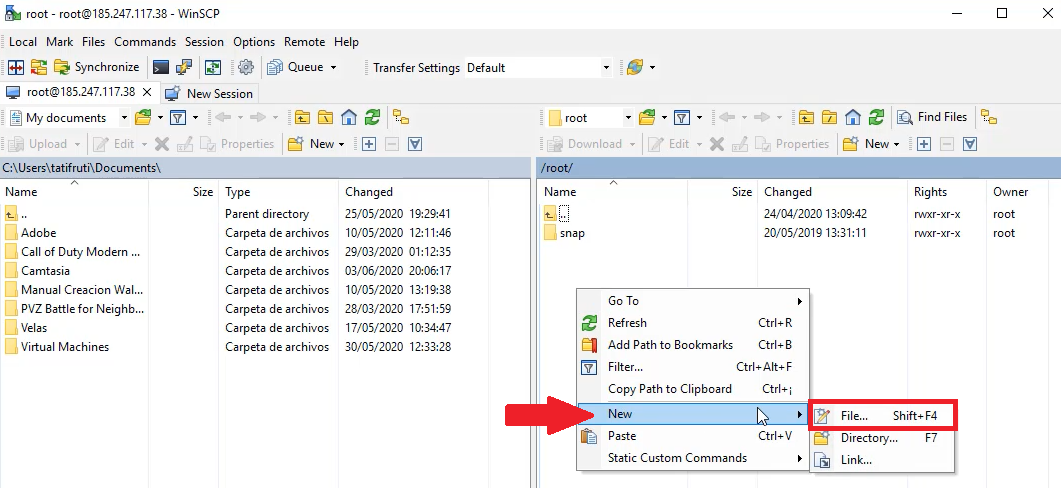 root - root@185.247.117.38 - WinSCP
Local Mark Files Commands Session Options Remote Help
Synchronize Queue Transfer Settings Default
root@185.247.117.38 New Session
My documents root Find Files
Upload Edit Properties New Download Edit Properties New
C:\Users\tatifruti\Documents\ /root/
Name Size Type Changed Name Size Changed Rights Owner
.. Parent directory 25/05/2020 19:29:41 .. 24/04/2020 13:09:42 rwxr-xr-x root
Adobe Carpeta de archivos 10/05/2020 12:11:46 snap 20/05/2019 13:31:11 rwxr-xr-x root
Call of Duty Modern ... Carpeta de archivos 29/03/2020 01:12:35
Camtasia Carpeta de archivos 03/06/2020 20:06:17
Manual Creacion Wal... Carpeta de archivos 10/05/2020 13:19:38
PVZ Battle for Neighb... Carpeta de archivos 28/03/2020 17:51:59
Velas Carpeta de archivos 17/05/2020 10:34:47
Virtual Machines Carpeta de archivos 30/05/2020 12:33:28
Go To
Refresh Ctrl+R
Add Path to Bookmarks Ctrl+B
Filter... Ctrl+Alt+F
Copy Path to Clipboard Ctrl+¡
New
Paste Ctrl+V
Static Custom Commands
File... Shift+F4
Directory... F7
Link...